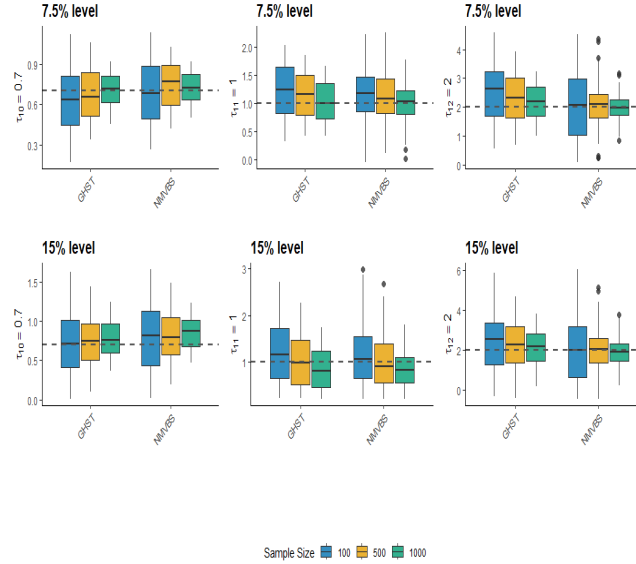 7.5% level
7.5% level
7.5% level
τ10 = 0.7
0.9
0.6
0.3
GHST
NMVBS
τ11 = 1
2.0
1.5
1.0
0.5
0.0
GHST
NMVBS
τ12 = 2
4
3
2
1
0
GHST
NMVBS
15% level
15% level
15% level
τ10 = 0.7
1.5
1.0
0.5
0.0
GHST
NMVBS
τ11 = 1
3
2
1
GHST
NMVBS
τ12 = 2
6
4
2
0
GHST
NMVBS
Sample Size 100 500 1000